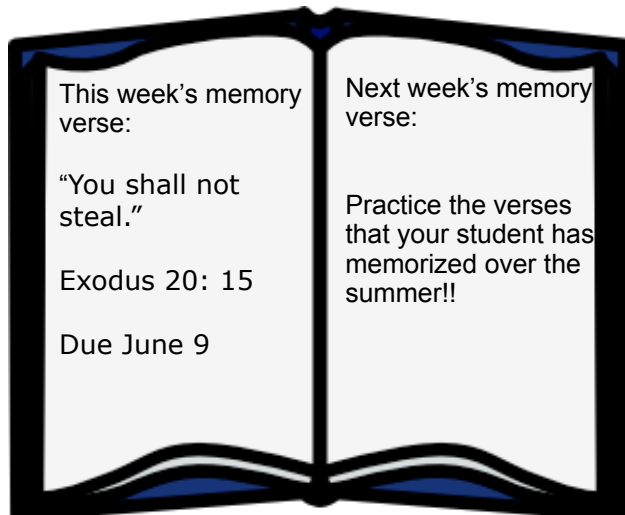 This week’s memory
verse:
“You shall not
steal.”
Exodus 20: 15
Due June 9
Next week’s memory
verse:
Practice the verses
that your student has
memorized over the
summer!!